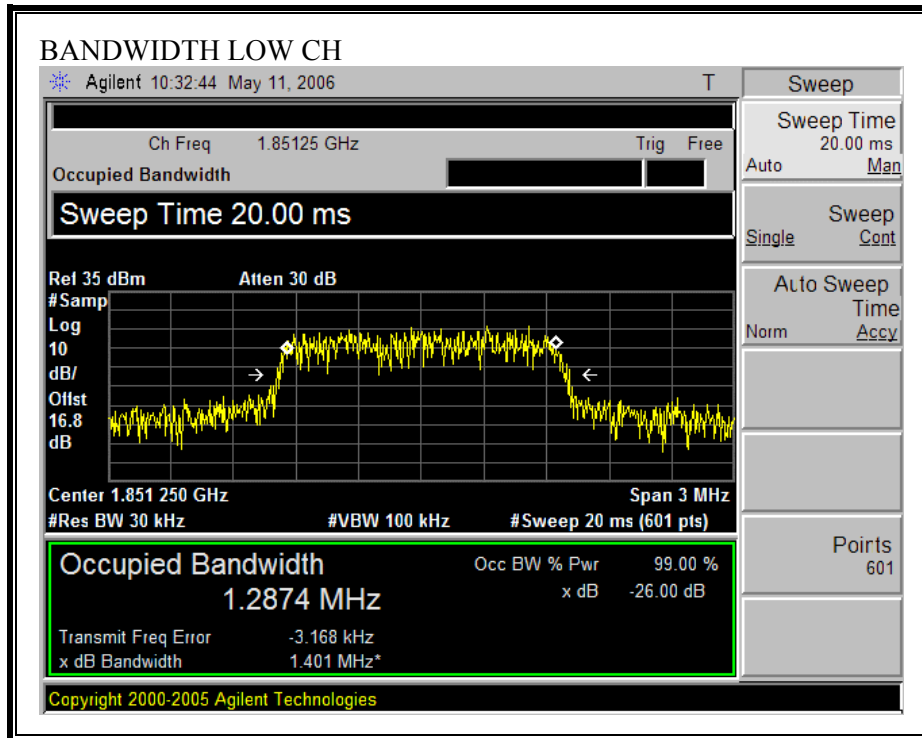 BANDWIDTH LOW CH
Agilent 10:32:44 May 11, 2006 T
Sweep
Ch Freq 1.85125 GHz Trig Free
Occupied Bandwidth
Sweep Time 20.00 ms
Sweep Time
20.00 ms
Auto Man
Sweep
Single Cont
Auto Sweep
Time
Norm Accy
Points
601
Ref 35 dBm Atten 30 dB
#Samp
Log
10
dB/
Offst
16.8
dB
Center 1.851 250 GHz Span 3 MHz
#Res BW 30 kHz #VBW 100 kHz #Sweep 20 ms (601 pts)
Occupied Bandwidth
1.2874 MHz
Occ BW % Pwr 99.00 %
x dB -26.00 dB
Transmit Freq Error -3.168 kHz
x dB Bandwidth 1.401 MHz*
Copyright 2000-2005 Agilent Technologies